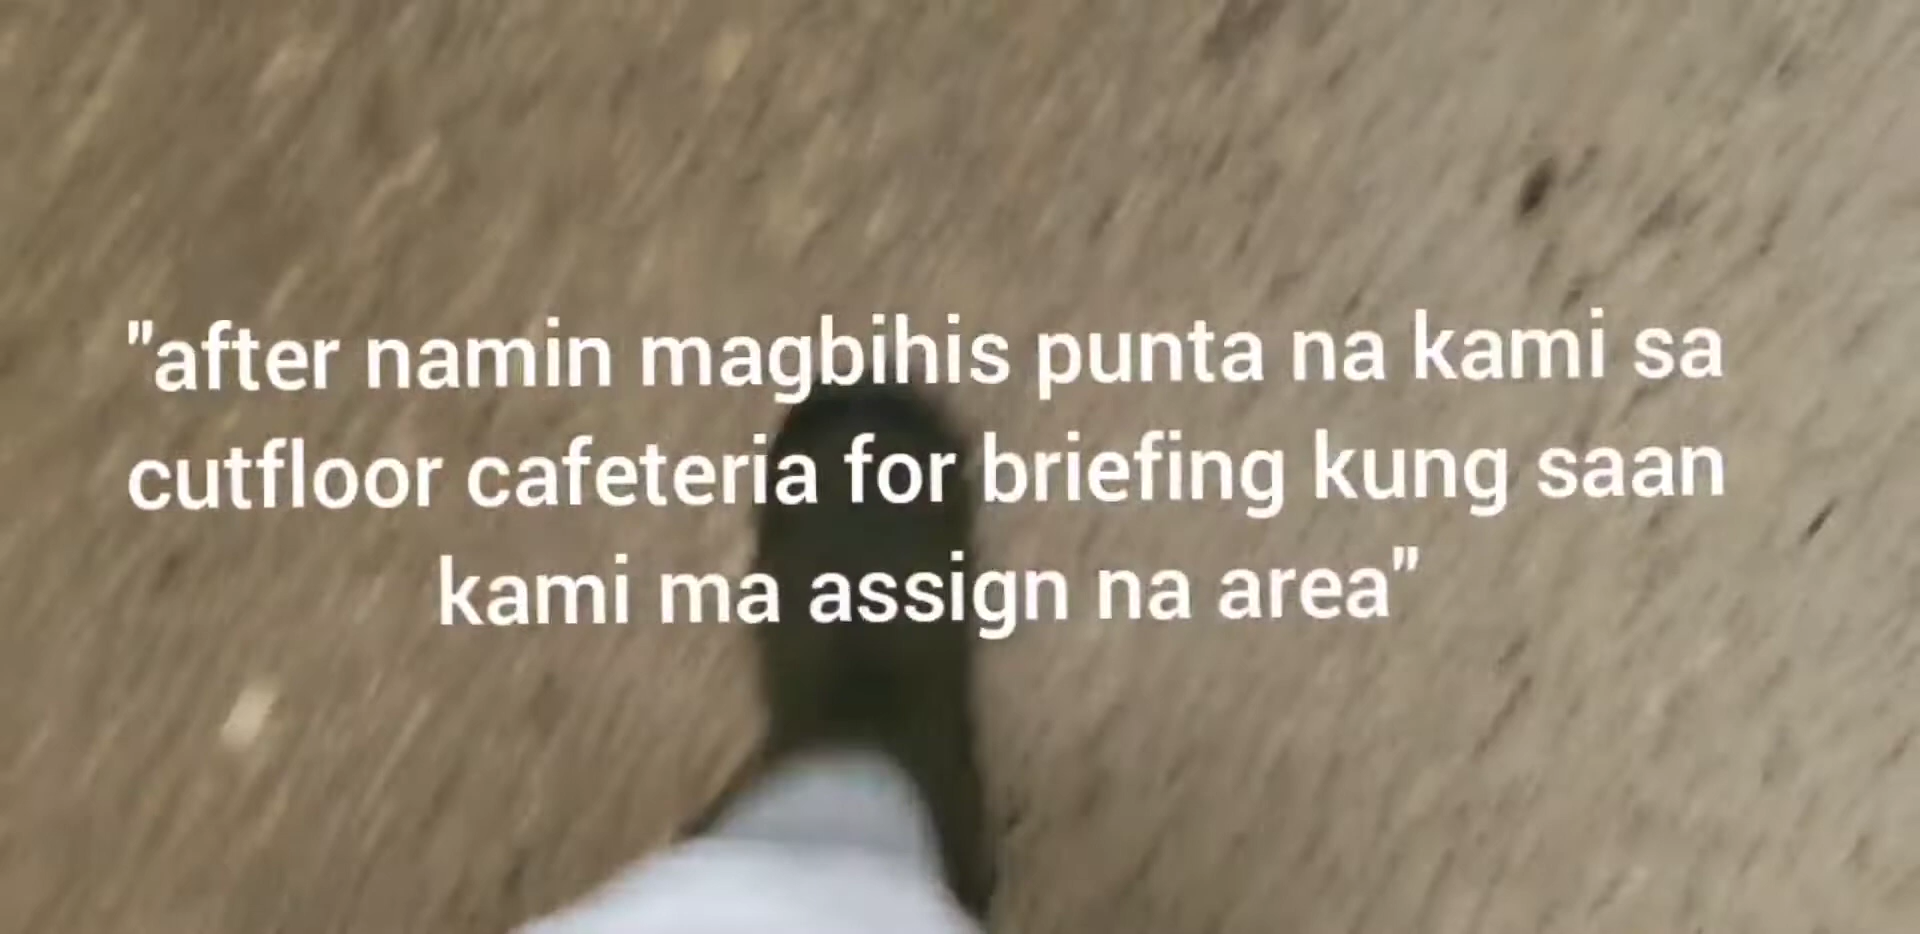 "after namin magbihis punta na kami sa
cutfloor cafeteria for briefing kung saan
kami ma assign na area"